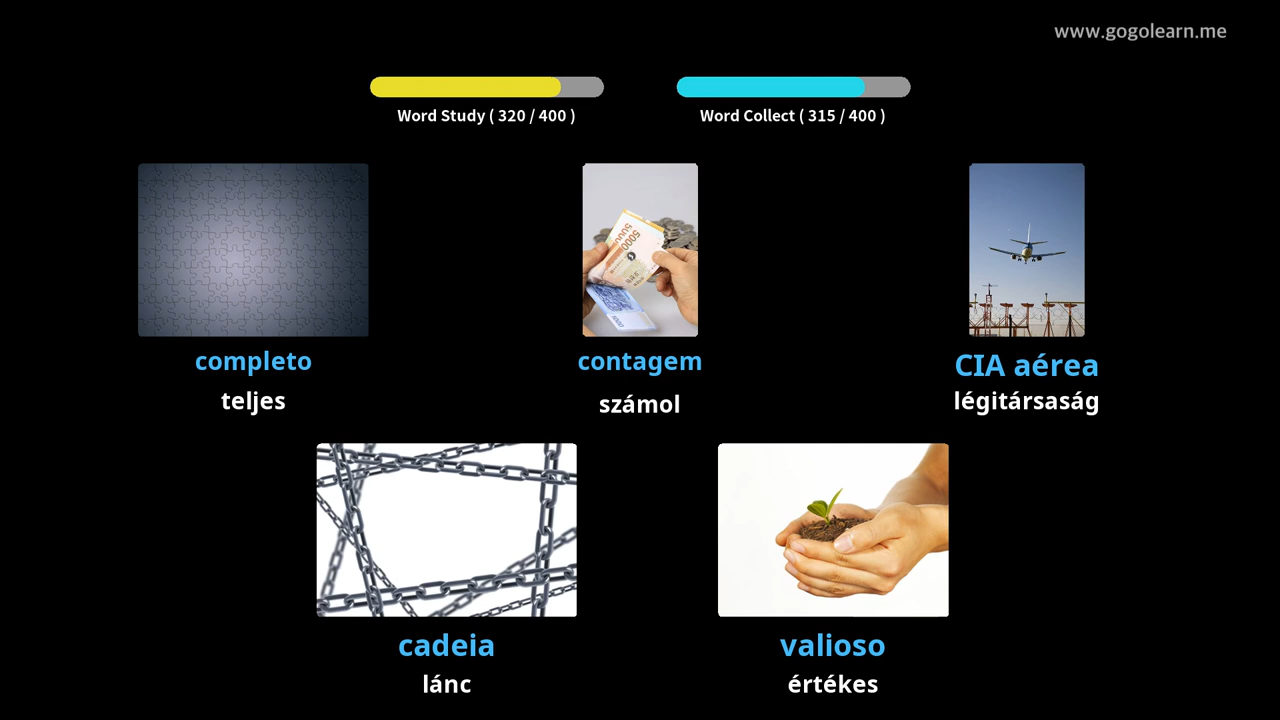 www.gogolearn.me
Word Study ( 320 / 400 )
Word Collect ( 315 / 400 )
completo
teljes
contagem
számol
CIA aérea
légitársaság
cadeia
lánc
valioso
értékes